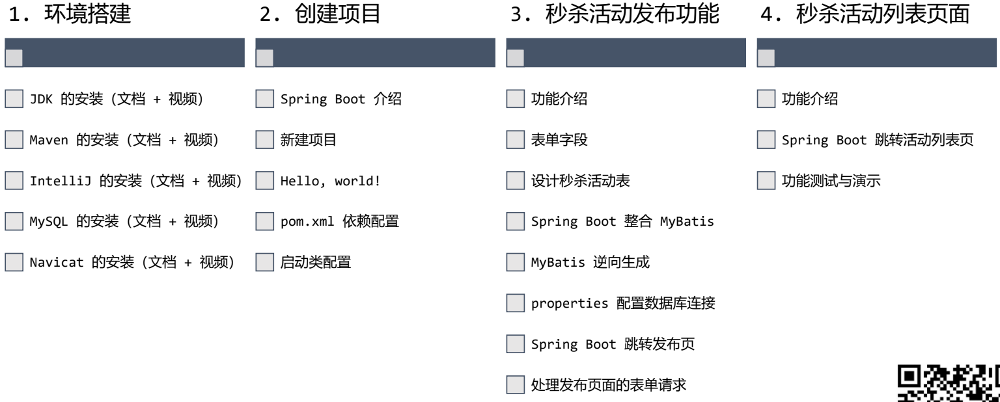 1. 环境搭建
JDK 的安装 (文档 + 视频)
Maven 的安装 (文档 + 视频)
IntelliJ 的安装 (文档 + 视频)
MySQL 的安装 (文档 + 视频)
Navicat 的安装 (文档 + 视频)
2. 创建项目
Spring Boot 介绍
新建项目
Hello, world!
pom.xml 依赖配置
启动类配置
3. 秒杀活动发布功能
功能介绍
表单字段
设计秒杀活动表
Spring Boot 整合 MyBatis
MyBatis 逆向生成
properties 配置数据库连接
Spring Boot 跳转发布页
处理发布页面的表单请求
4. 秒杀活动列表页面
功能介绍
Spring Boot 跳转活动列表页
功能测试与演示